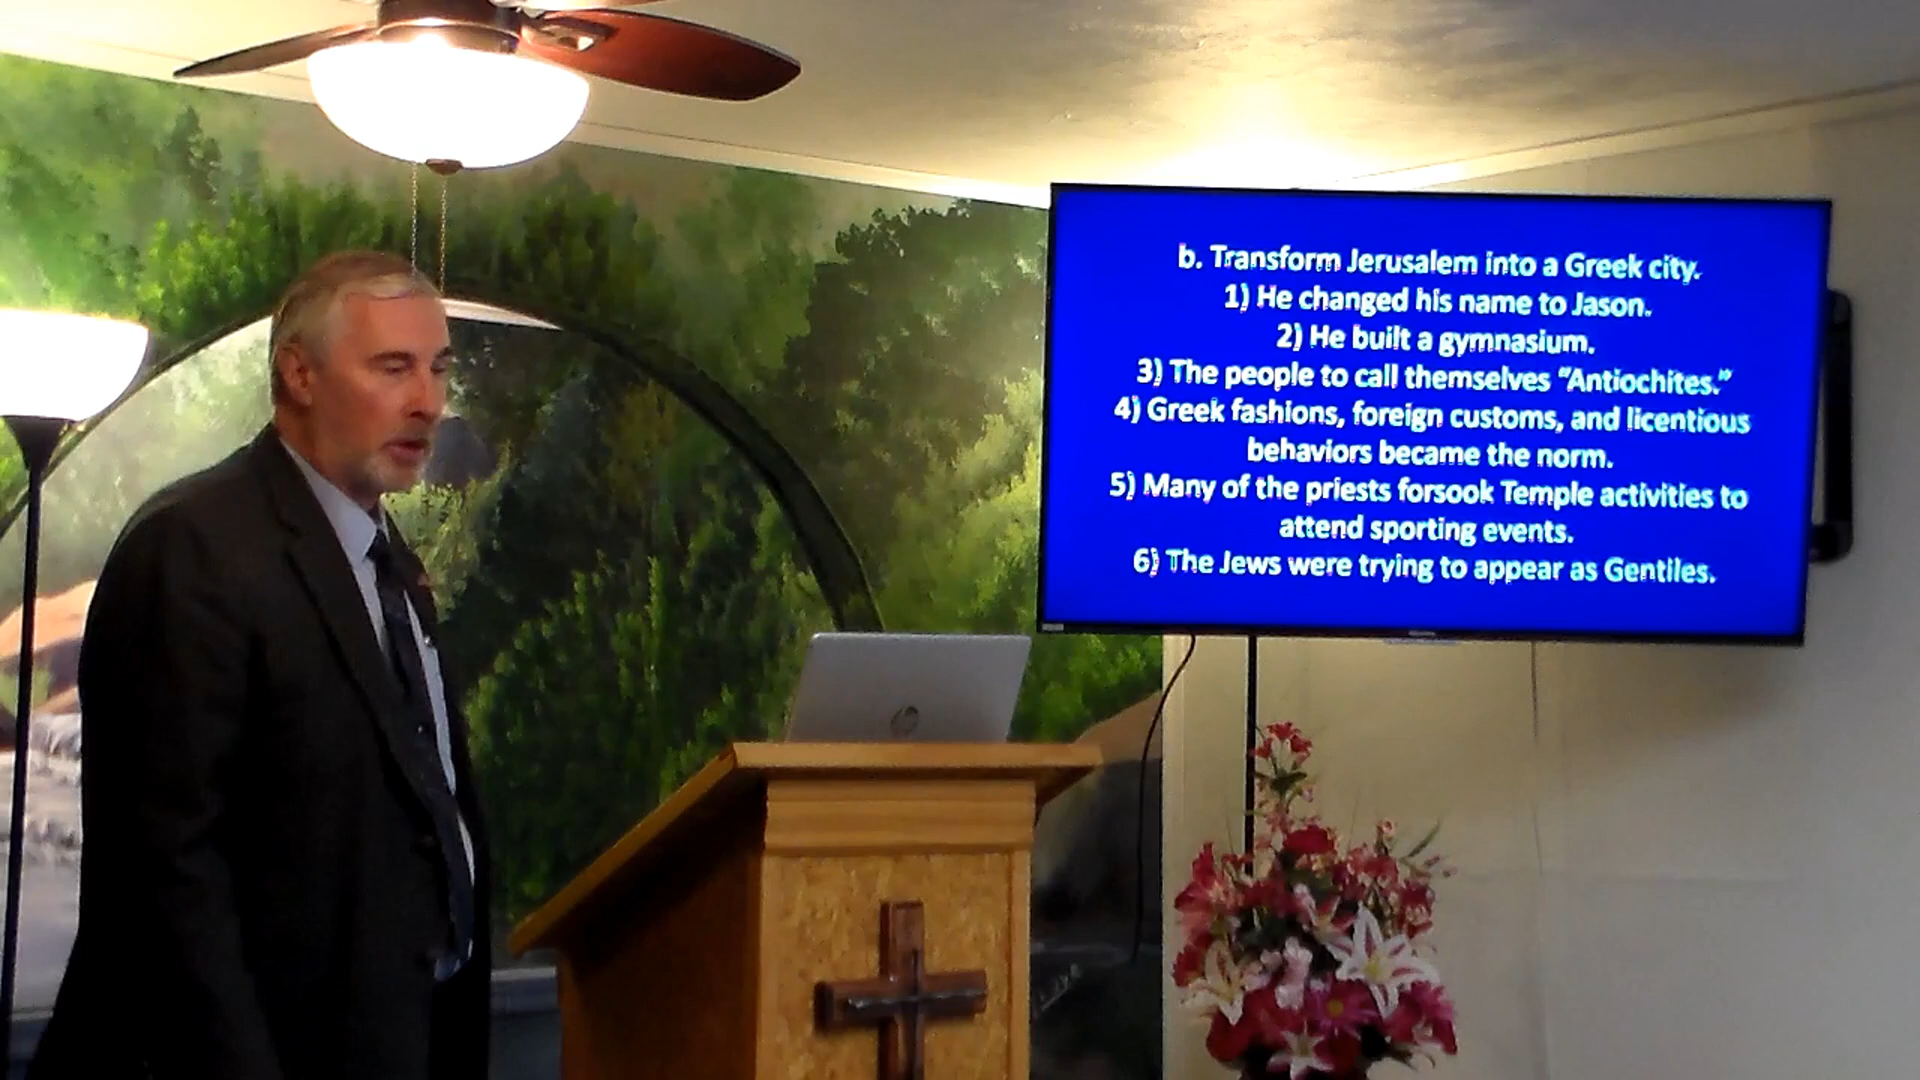 b. Transform Jerusalem into a Greek city.
1) He changed his name to Jason.
2) He built a gymnasium.
3) The people to call themselves “Antiochites.”
4) Greek fashions, foreign customs, and licentious
behaviors became the norm.
5) Many of the priests forsook Temple activities to
attend sporting events.
6) The Jews were trying to appear as Gentiles.
hp